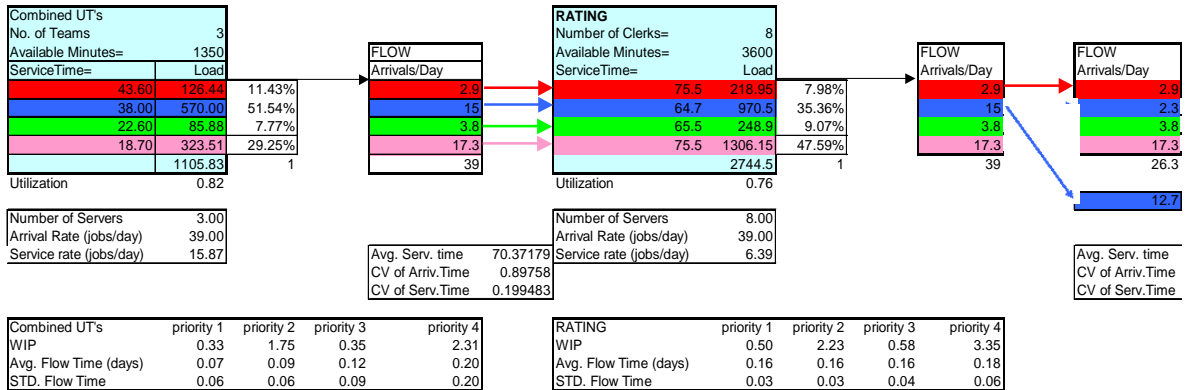 Combined UT's
No. of Teams 3
Available Minutes= 1350
ServiceTime= Load
43.60 126.44 11.43%
38.00 570.00 51.54%
22.60 85.88 7.77%
18.70 323.51 29.25%
1105.83 1
Utilization 0.82
FLOW
Arrivals/Day
2.9
15
3.8
17.3
39
RATING
Number of Clerks= 8
Available Minutes= 3600
ServiceTime= Load
75.5 218.95 7.98%
64.7 970.5 35.36%
65.5 248.9 9.07%
75.5 1306.15 47.59%
2744.5 1
Utilization 0.76
FLOW
Arrivals/Day
2.9
15
3.8
17.3
39
FLOW
Arrivals/Day
2.9
2.3
3.8
17.3
26.3
12.7
Number of Servers 3.00
Arrival Rate (jobs/day) 39.00
Service rate (jobs/day) 15.87
Avg. Serv. time 70.37179
CV of Arriv.Time 0.89758
CV of Serv.Time 0.199483
Number of Servers 8.00
Arrival Rate (jobs/day) 39.00
Service rate (jobs/day) 6.39
Avg. Serv. time
CV of Arriv.Time
CV of Serv.Time
Combined UT's priority 1 priority 2 priority 3 priority 4
WIP 0.33 1.75 0.35 2.31
Avg. Flow Time (days) 0.07 0.09 0.12 0.20
STD. Flow Time 0.06 0.06 0.09 0.20
RATING priority 1 priority 2 priority 3 priority 4
WIP 0.50 2.23 0.58 3.35
Avg. Flow Time (days) 0.16 0.16 0.16 0.18
STD. Flow Time 0.03 0.03 0.04 0.06